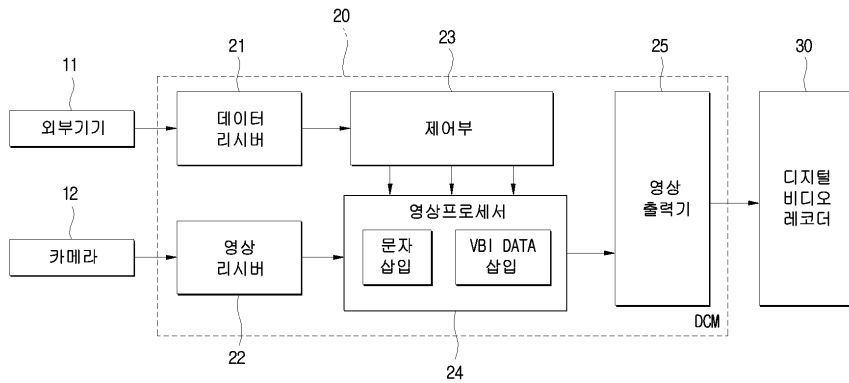 20
21
23
25
30
11
외부기기
데이터
리시버
제어부
영상
출력기
디지털
비디오
레코더
12
카메라
영상
리시버
영상프로세서
문자
삽입
VBI DATA
삽입
DCM
22
24